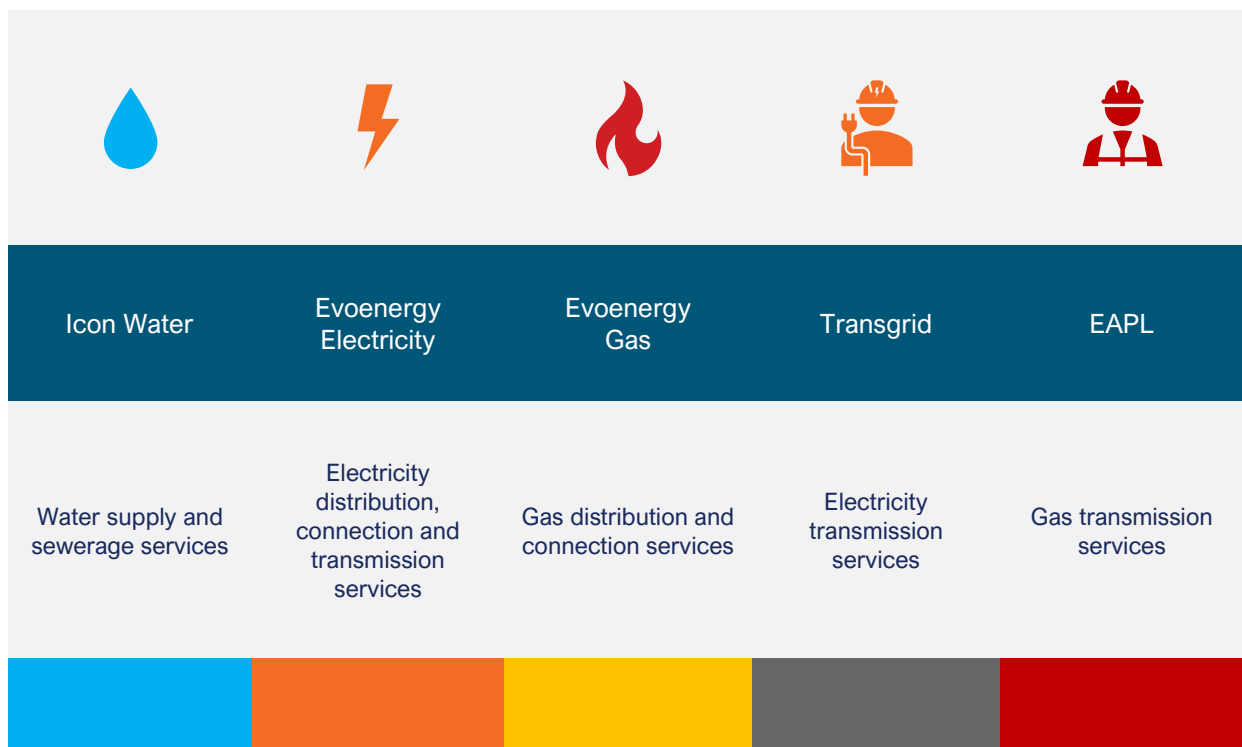 Icon Water
Evoenergy
Electricity
Evoenergy
Gas
Transgrid
EAPL
Water supply and
sewerage services
Electricity
distribution,
connection and
transmission
services
Gas distribution and
connection services
Electricity
transmission
services
Gas transmission
services